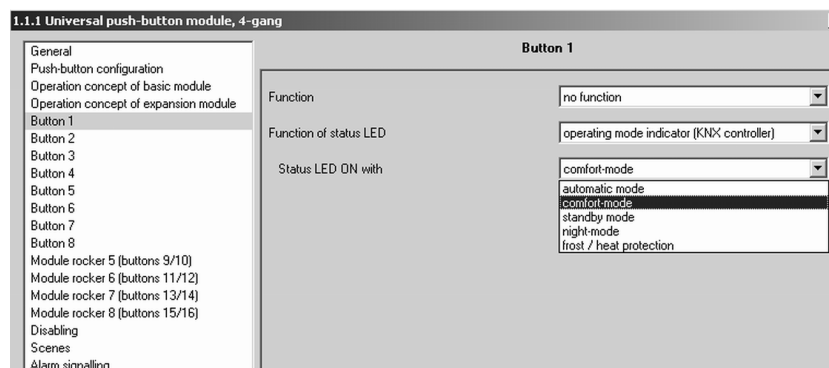 1.1.1 Universal push-button module, 4-gang
General
Push-button configuration
Operation concept of basic module
Operation concept of expansion module
Button 1
Button 2
Button 3
Button 4
Button 5
Button 6
Button 7
Button 8
Module rocker 5 (buttons 9/10)
Module rocker 6 (buttons 11/12)
Module rocker 7 (buttons 13/14)
Module rocker 8 (buttons 15/16)
Disabling
Scenes
Alarm signalling
Button 1
Function
no function
Function of status LED
operating mode indicator (KNX controller)
Status LED ON with
comfort-mode
automatic mode
comfort-mode
standby mode
night-mode
frost / heat protection